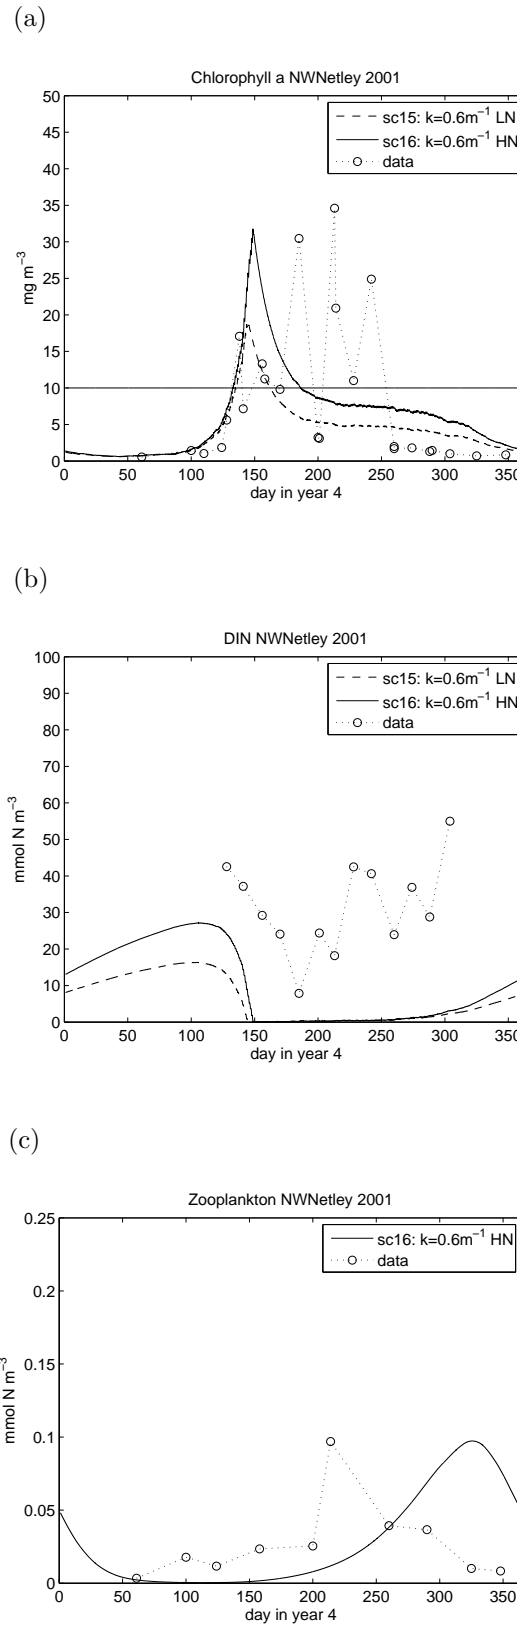 (a)
Chlorophyll a NWNetley 2001
sc15: k=0.6m⁻¹ LN
sc16: k=0.6m⁻¹ HN
data
50
45
40
35
30
25
20
15
10
5
0
mg m⁻³
0 50 100 150 200 250 300 350
day in year 4
(b)
DIN NWNetley 2001
sc15: k=0.6m⁻¹ LN
sc16: k=0.6m⁻¹ HN
data
100
90
80
70
60
50
40
30
20
10
0
mmol N m⁻³
0 50 100 150 200 250 300 350
day in year 4
(c)
Zooplankton NWNetley 2001
sc16: k=0.6m⁻¹ HN
data
0.25
0.2
0.15
0.1
0.05
0
mmol N m⁻³
0 50 100 150 200 250 300 350
day in year 4